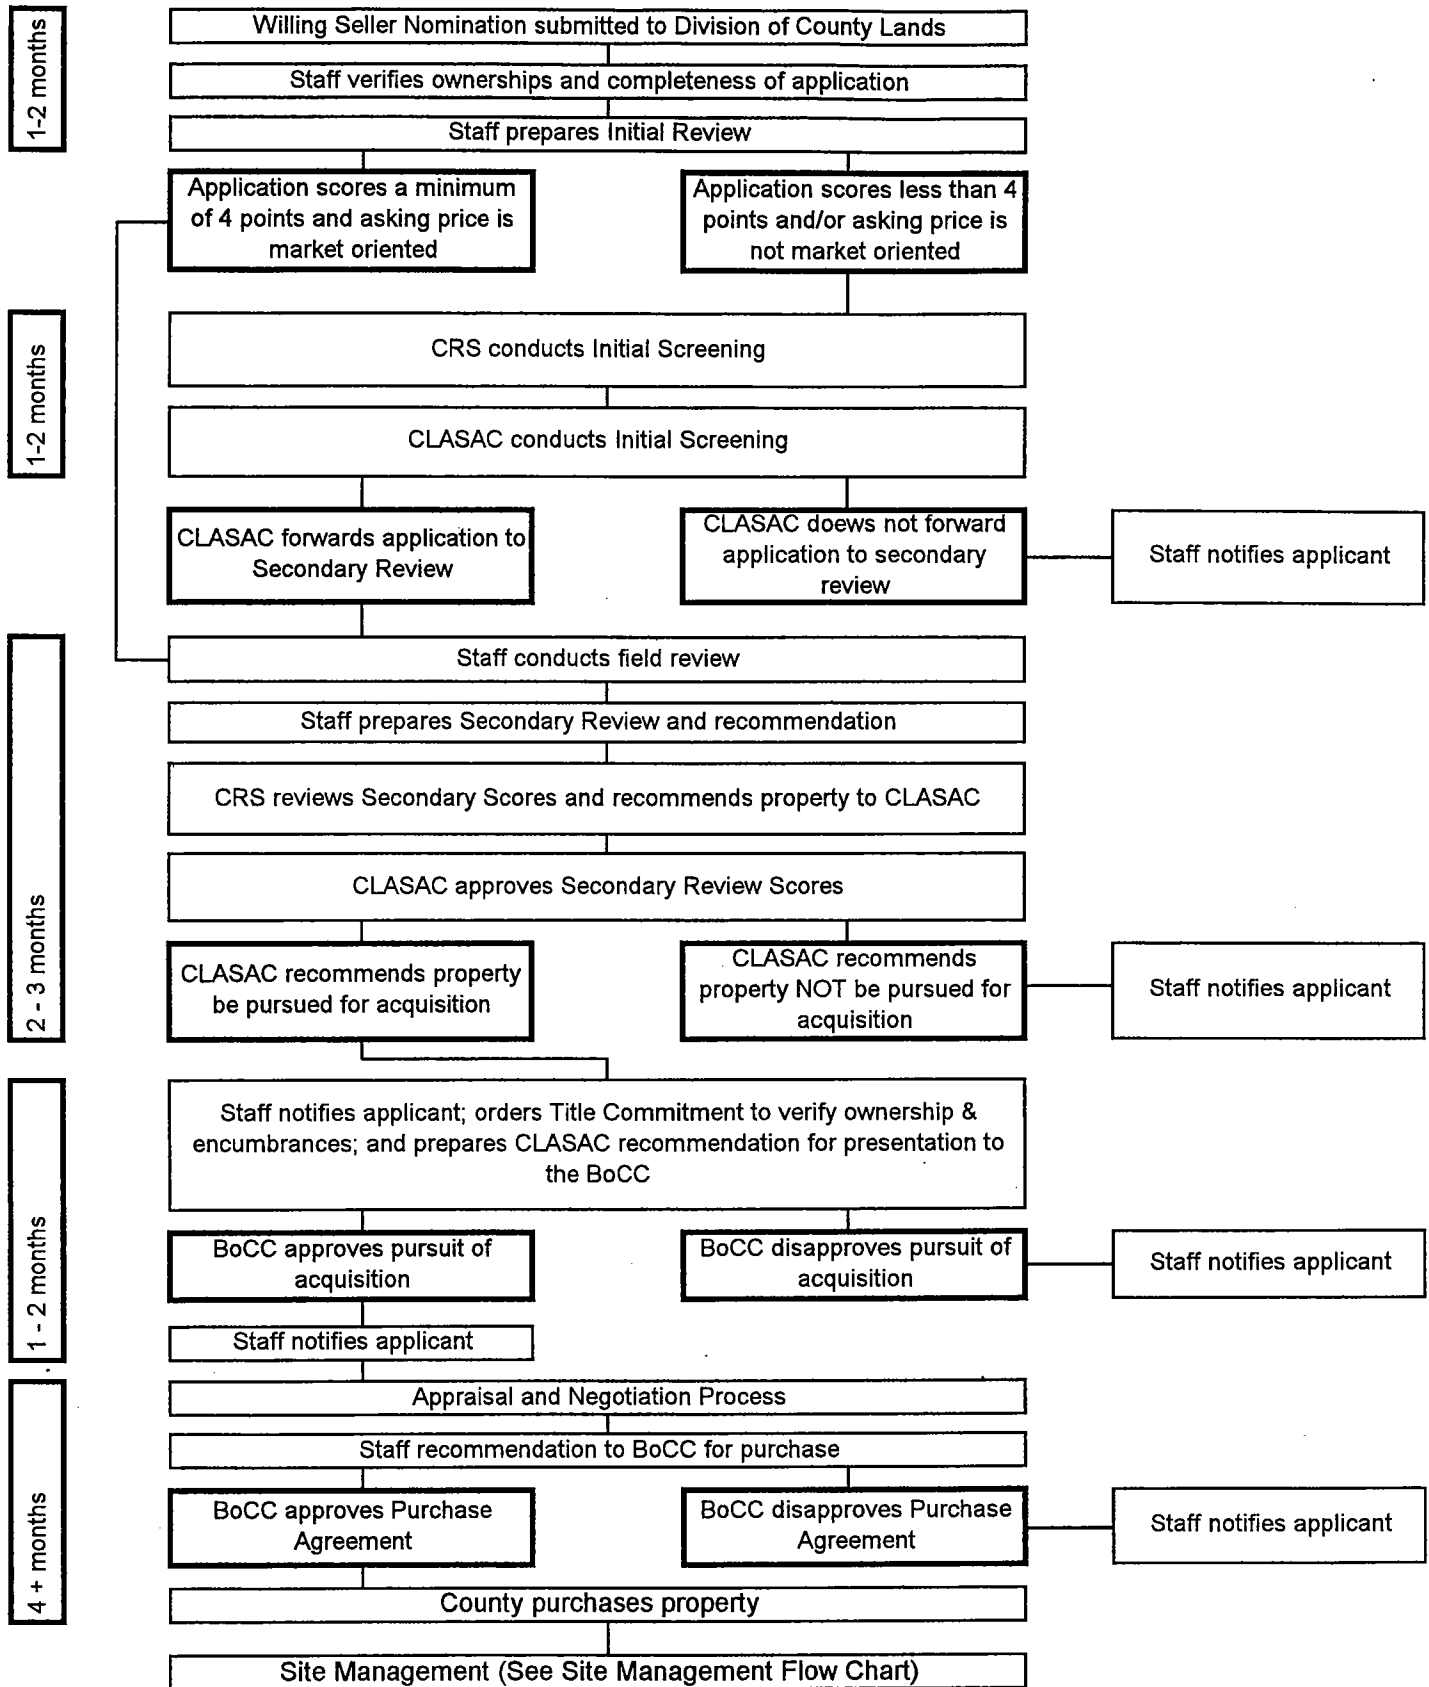 1-2 months
Willing Seller Nomination submitted to Division of County Lands
Staff verifies ownerships and completeness of application
Staff prepares Initial Review
Application scores a minimum
of 4 points and asking price is
market oriented
Application scores less than 4
points and/or asking price is
not market oriented
1-2 months
CRS conducts Initial Screening
CLASAC conducts Initial Screening
CLASAC forwards application to
Secondary Review
CLASAC doews not forward
application to secondary
review
Staff notifies applicant
2 - 3 months
Staff conducts field review
Staff prepares Secondary Review and recommendation
CRS reviews Secondary Scores and recommends property to CLASAC
CLASAC approves Secondary Review Scores
CLASAC recommends property
be pursued for acquisition
CLASAC recommends
property NOT be pursued for
acquisition
Staff notifies applicant
1 - 2 months
Staff notifies applicant; orders Title Commitment to verify ownership &
encumbrances; and prepares CLASAC recommendation for presentation to
the BoCC
BoCC approves pursuit of
acquisition
BoCC disapproves pursuit of
acquisition
Staff notifies applicant
Staff notifies applicant
4 + months
Appraisal and Negotiation Process
Staff recommendation to BoCC for purchase
BoCC approves Purchase
Agreement
BoCC disapproves Purchase
Agreement
Staff notifies applicant
County purchases property
Site Management (See Site Management Flow Chart)